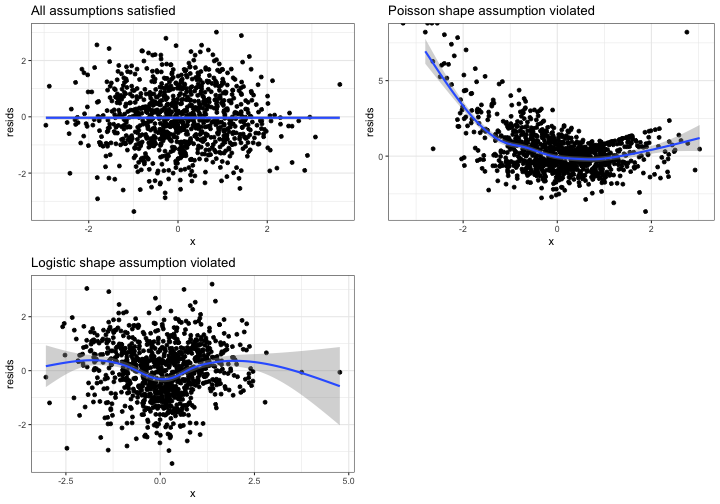 All assumptions satisfied
2
0
-2
resids
-2
0
2
x
Poisson shape assumption violated
5
0
resids
-2
0
2
x
Logistic shape assumption violated
2
0
-2
resids
-2.5
0.0
2.5
5.0
x